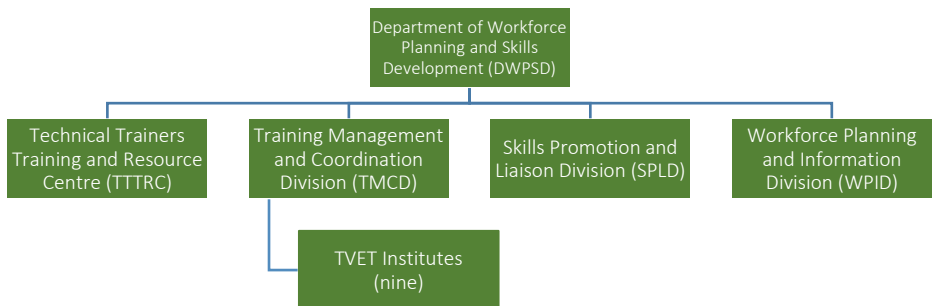 Department of Workforce
Planning and Skills
Development (DWPSD)
Technical Trainers
Training and Resource
Centre (TTTRC)
Training Management
and Coordination
Division (TMCD)
Skills Promotion and
Liaison Division (SPLD)
Workforce Planning
and Information
Division (WPID)
TVET Institutes
(nine)